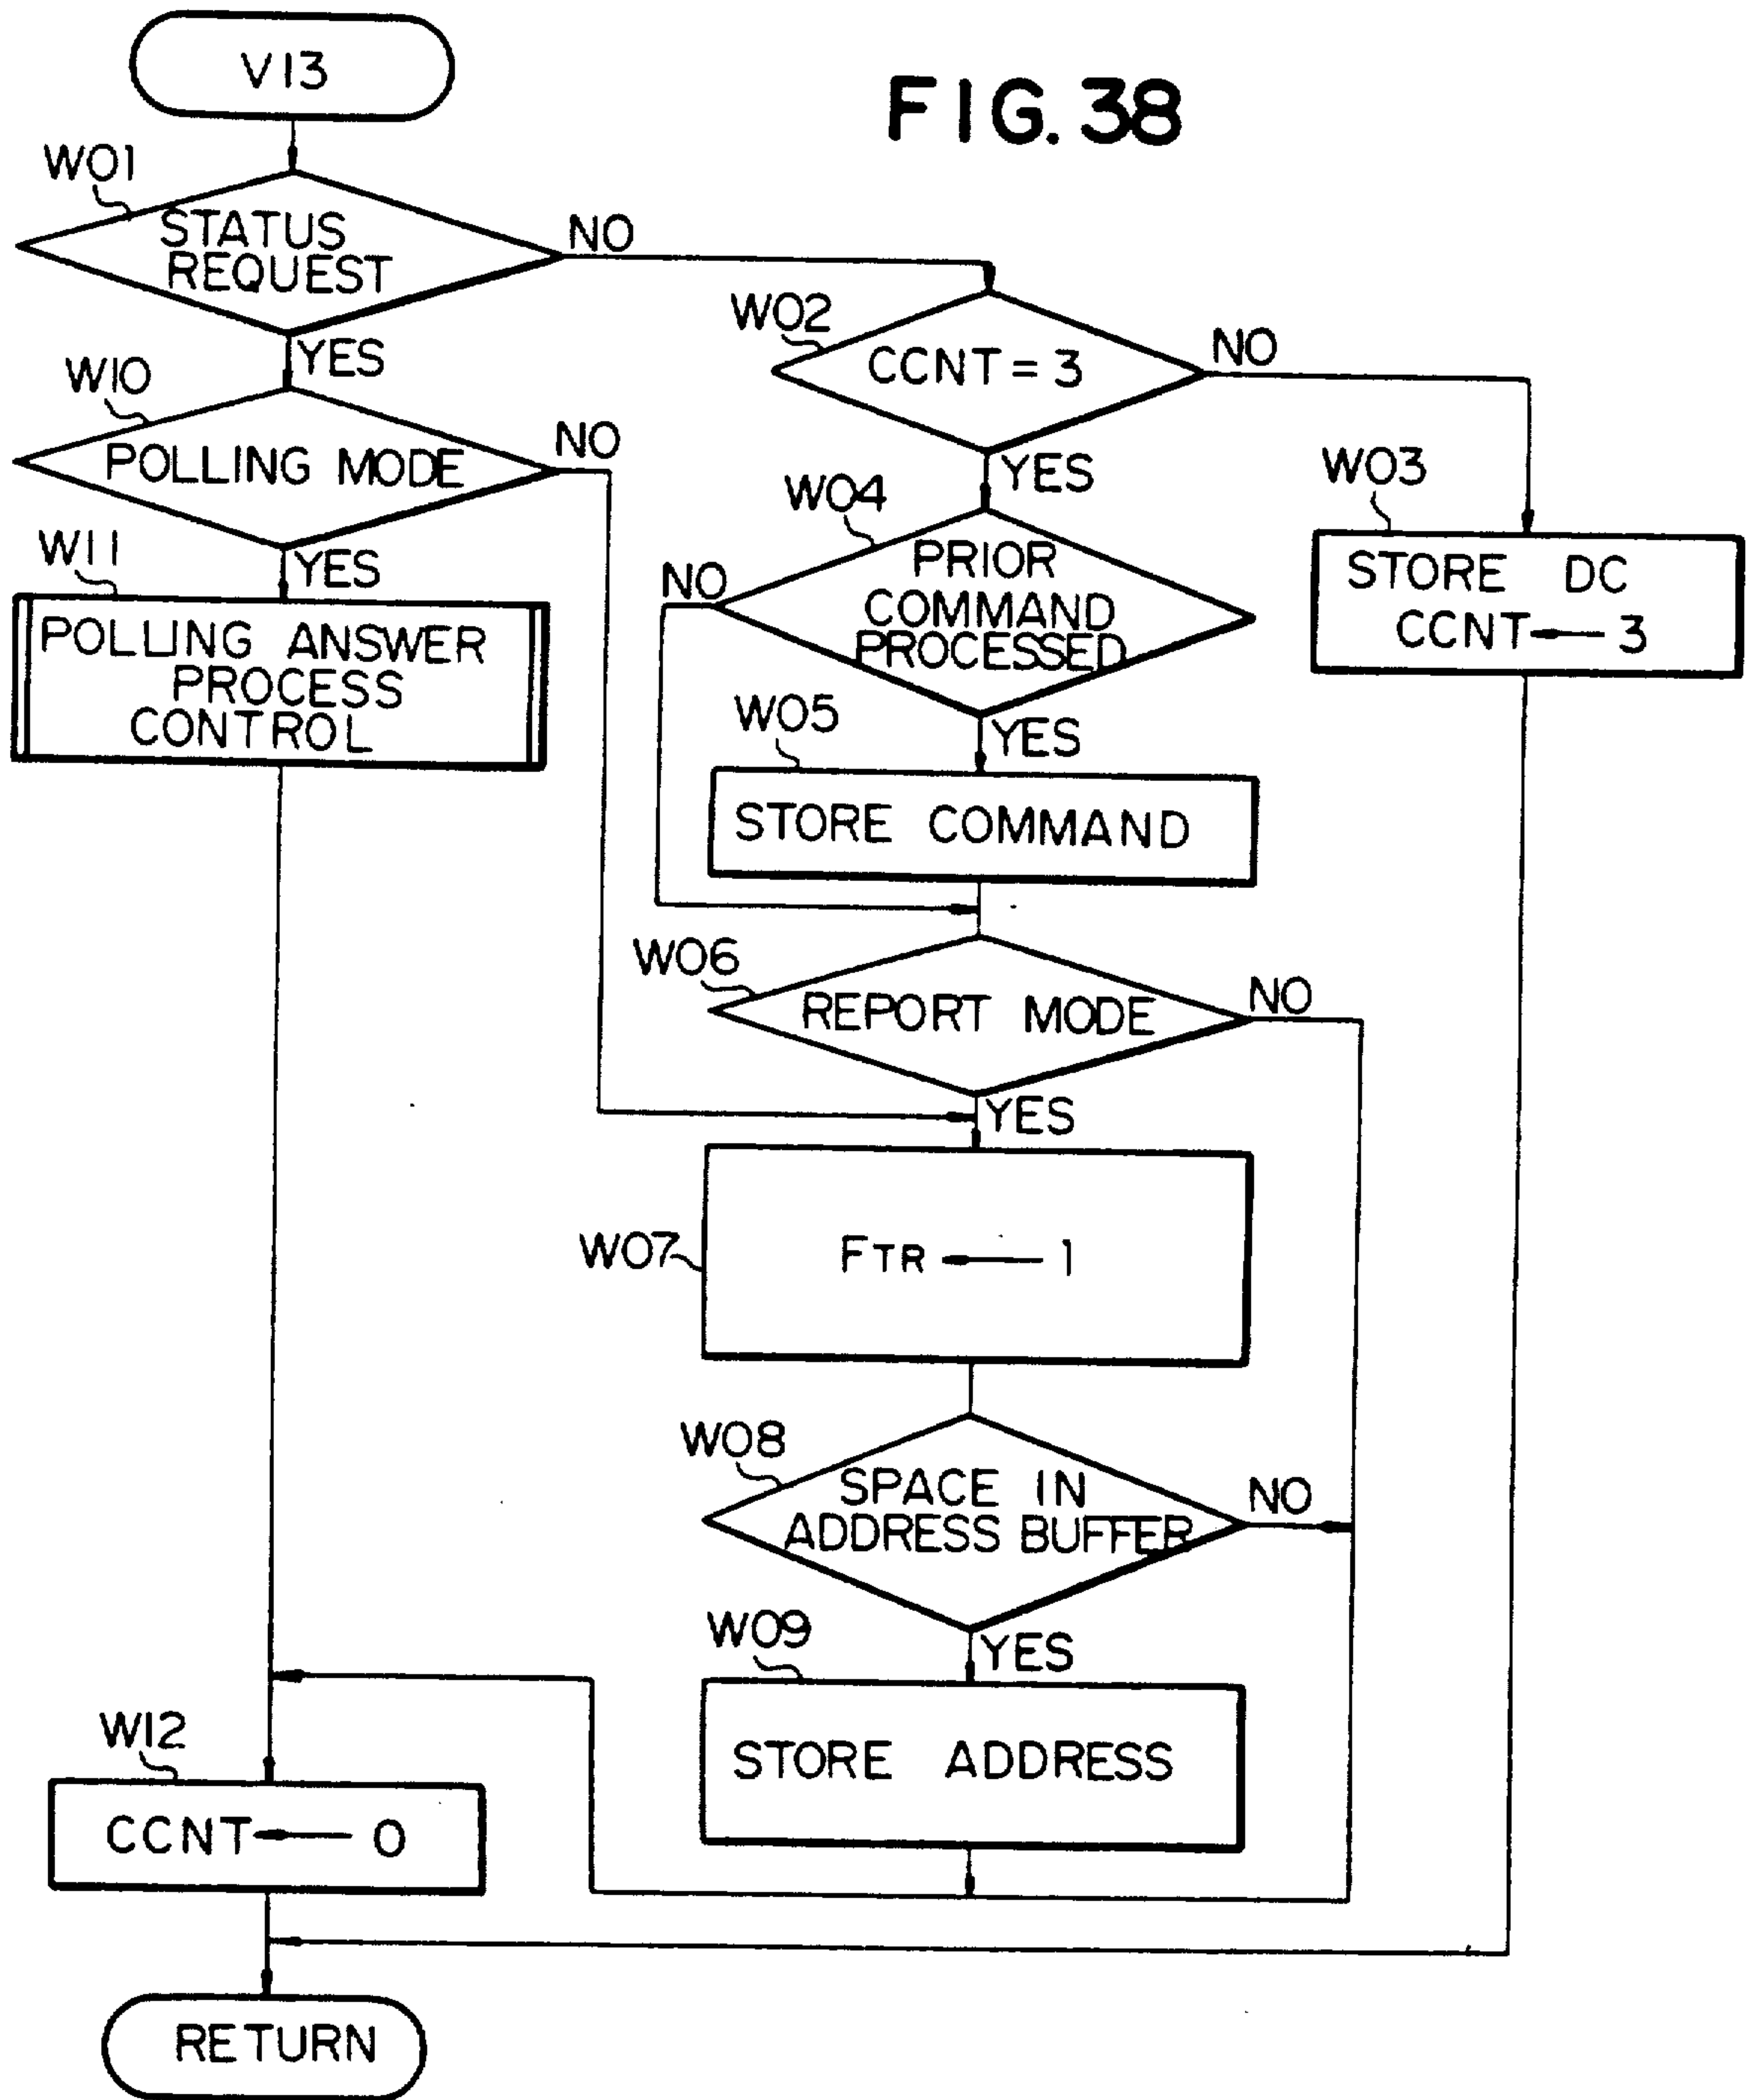 V13
FIG. 38
W01
STATUS
REQUEST
NO
YES
W02
CCNT = 3
NO
YES
W10
POLLING MODE
NO
YES
W03
STORE DC
CCNT ← 3
W04
PRIOR
COMMAND
PROCESSED
NO
YES
W11
POLLING ANSWER
PROCESS
CONTROL
W05
STORE COMMAND
W06
REPORT MODE
NO
YES
W07
FTR ← 1
W08
SPACE IN
ADDRESS BUFFER
NO
YES
W09
STORE ADDRESS
W12
CCNT ← 0
RETURN